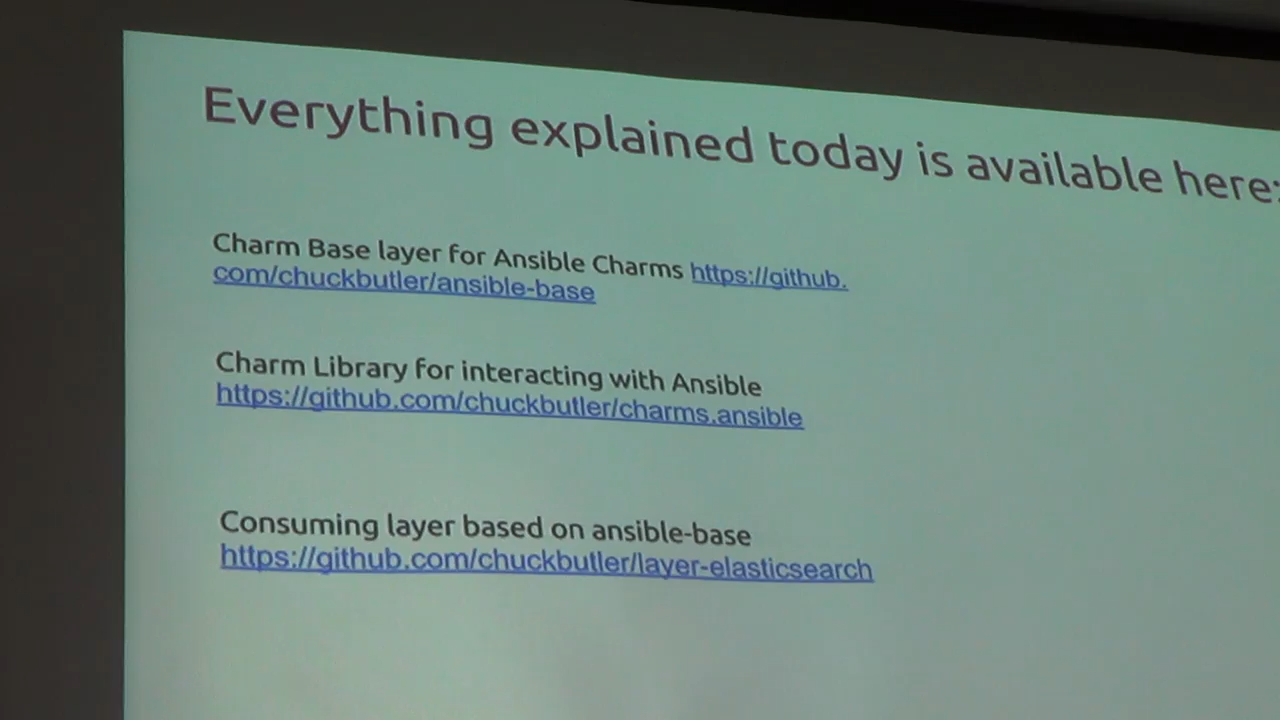 Everything explained today is available here:
Charm Base layer for Ansible Charms https://github.
com/chuckbutler/ansible-base
Charm Library for interacting with Ansible
https://github.com/chuckbutler/charms.ansible
Consuming layer based on ansible-base
https://github.com/chuckbutler/layer-elasticsearch